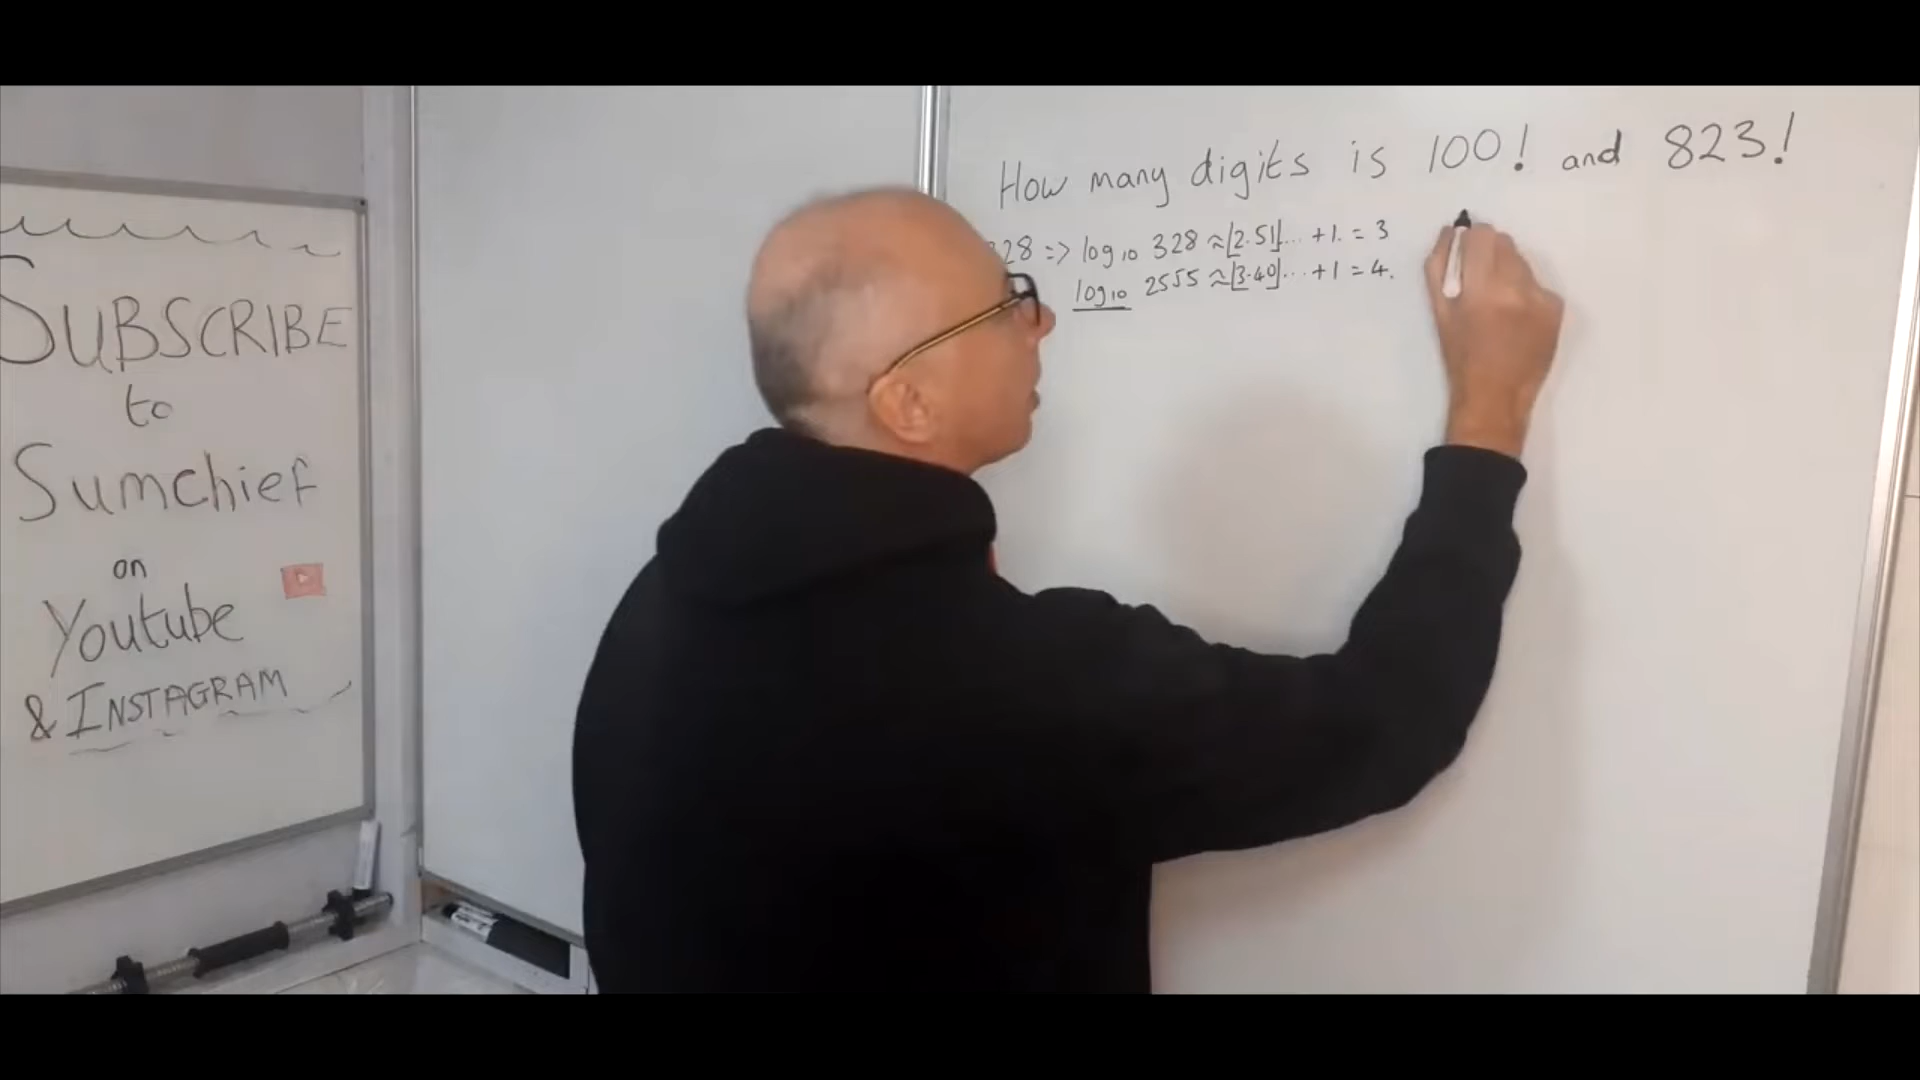 SUBSCRIBE
to
Sumchief
on
Youtube
& INSTAGRAM
How many digits is 100! and 823!
28 => log10 328 ≈ ⌊2.51⌋... +1. = 3
log10 2555 ≈ ⌊3.40⌋... +1 = 4.